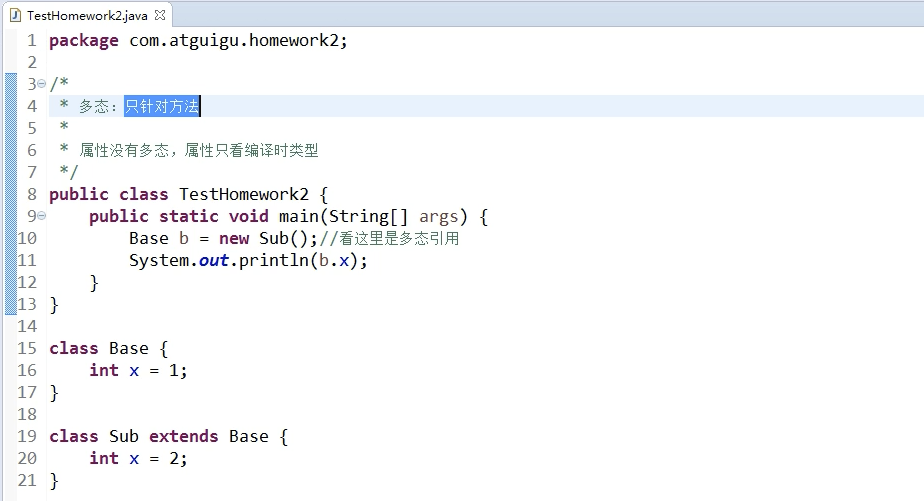 TestHomework2.java
1 package com.atguigu.homework2;
2
3 /*
4  * 多态：只针对方法
5  *
6  * 属性没有多态，属性只看编译时类型
7  */
8 public class TestHomework2 {
9     public static void main(String[] args) {
10         Base b = new Sub();//看这里是多态引用
11         System.out.println(b.x);
12     }
13 }
14
15 class Base {
16     int x = 1;
17 }
18
19 class Sub extends Base {
20     int x = 2;
21 }